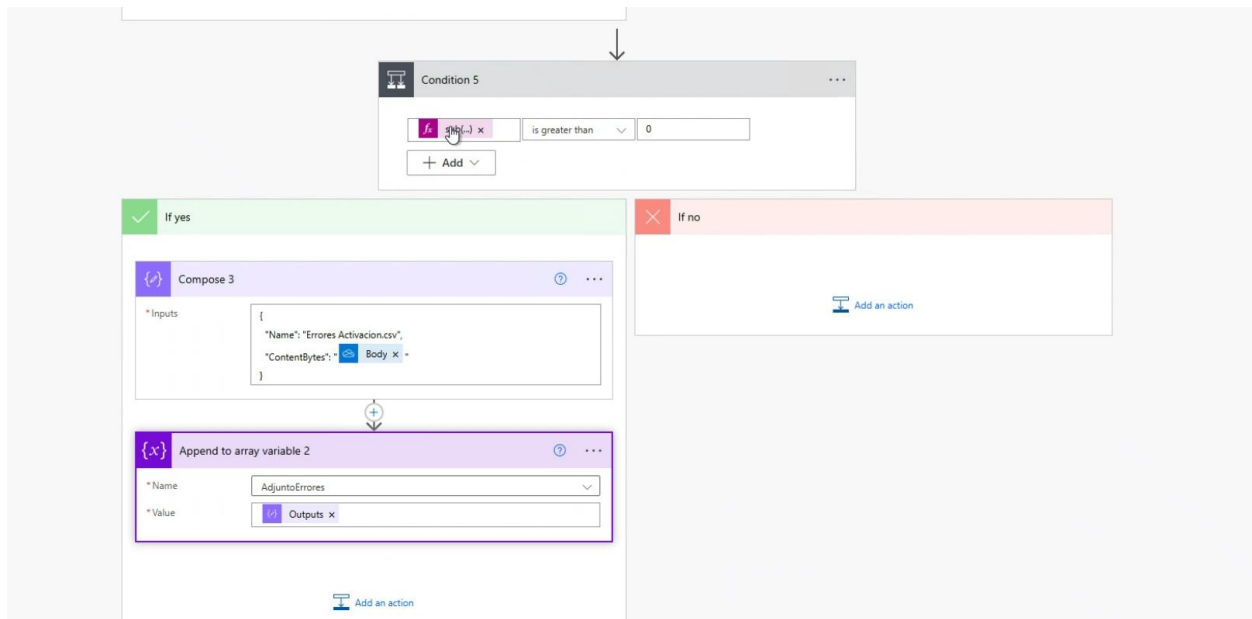 Condition 5
is greater than
0
Add
If yes
If no
Compose 3
Add an action
* Inputs
{
"Name": "Errores Activacion.csv",
"ContentBytes": " Body × "
}
{x} Append to array variable 2
* Name
AdjuntoErrores
* Value
Outputs ×
Add an action